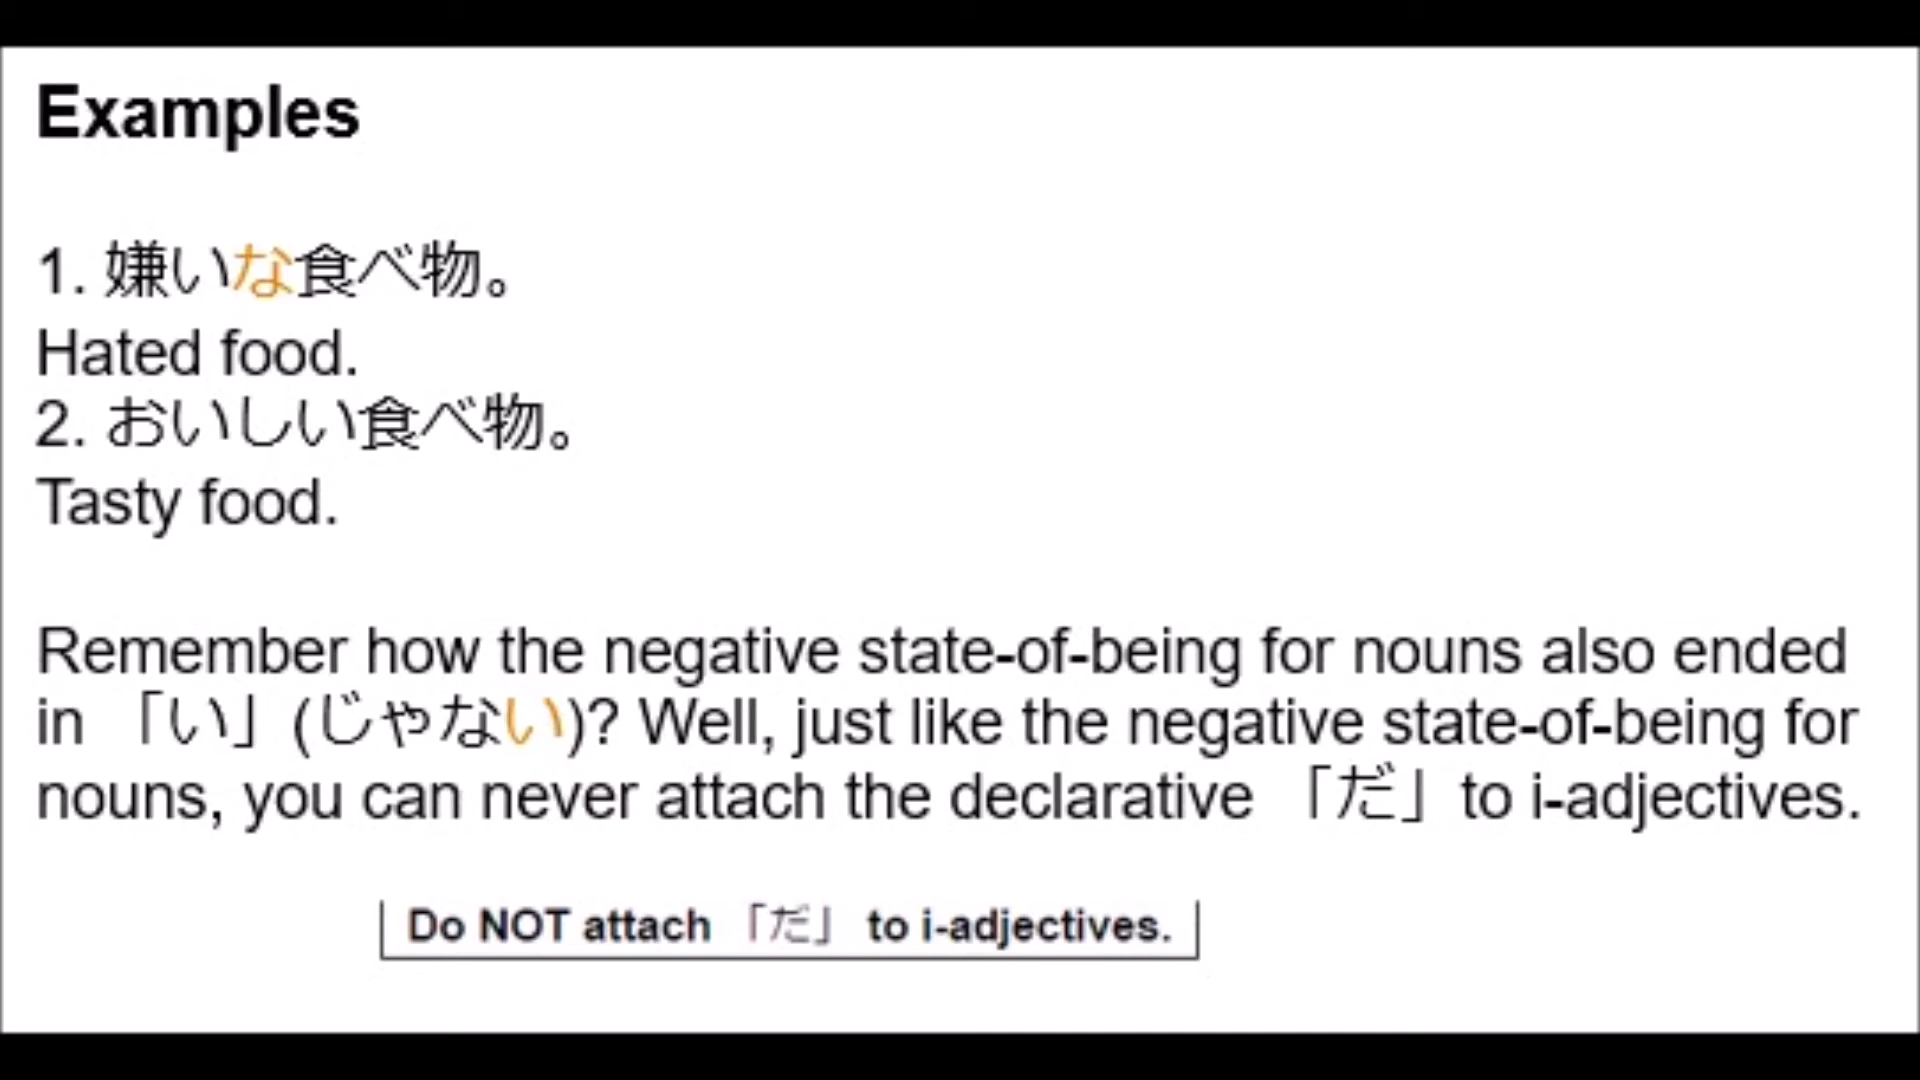 Examples
1. 嫌いな食べ物。
Hated food.
2. おいしい食べ物。
Tasty food.
Remember how the negative state-of-being for nouns also ended
in 「い」(じゃない)? Well, just like the negative state-of-being for
nouns, you can never attach the declarative 「だ」 to i-adjectives.
Do NOT attach 「だ」 to i-adjectives.